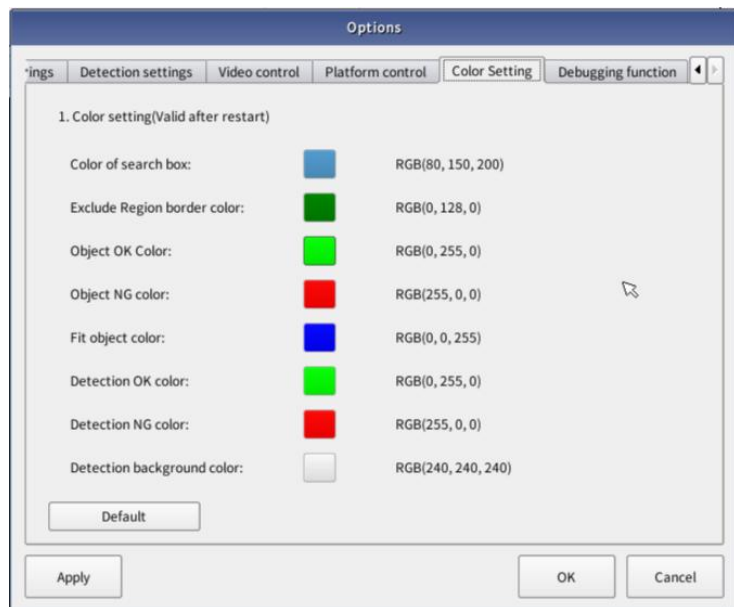 Options
ings Detection settings Video control Platform control Color Setting Debugging function
1. Color setting(Valid after restart)
Color of search box: RGB(80, 150, 200)
Exclude Region border color: RGB(0, 128, 0)
Object OK Color: RGB(0, 255, 0)
Object NG color: RGB(255, 0, 0)
Fit object color: RGB(0, 0, 255)
Detection OK color: RGB(0, 255, 0)
Detection NG color: RGB(255, 0, 0)
Detection background color: RGB(240, 240, 240)
Default
Apply OK Cancel